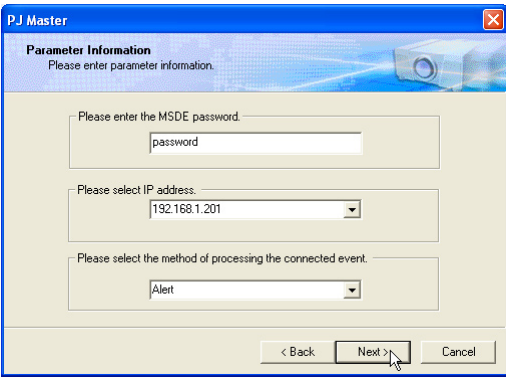 PJ Master
Parameter Information
Please enter parameter information.
Please enter the MSDE password.
password
Please select IP address.
192.168.1.201
Please select the method of processing the connected event.
Alert
< Back Next > Cancel